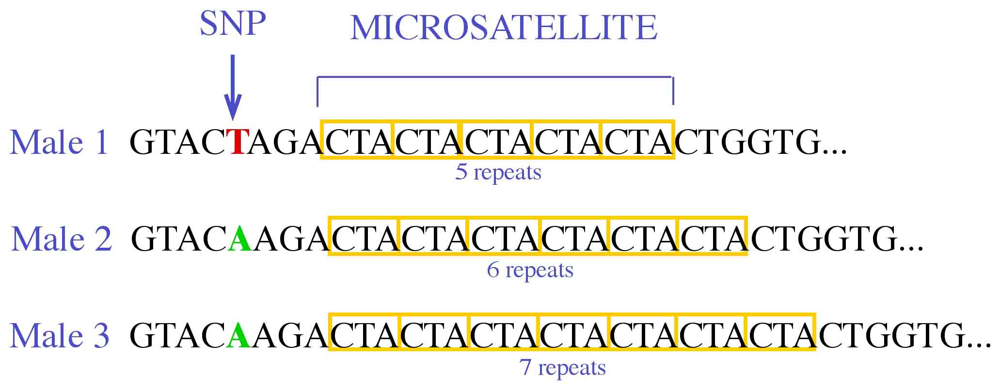 SNP MICROSATELLITE
Male 1 GTACTAGACTACTACTACTACTACTGGTG...
5 repeats
Male 2 GTACAAGACTACTACTACTACTACTACTGGTG...
6 repeats
Male 3 GTACAAGACTACTACTACTACTACTACTACTGGTG...
7 repeats